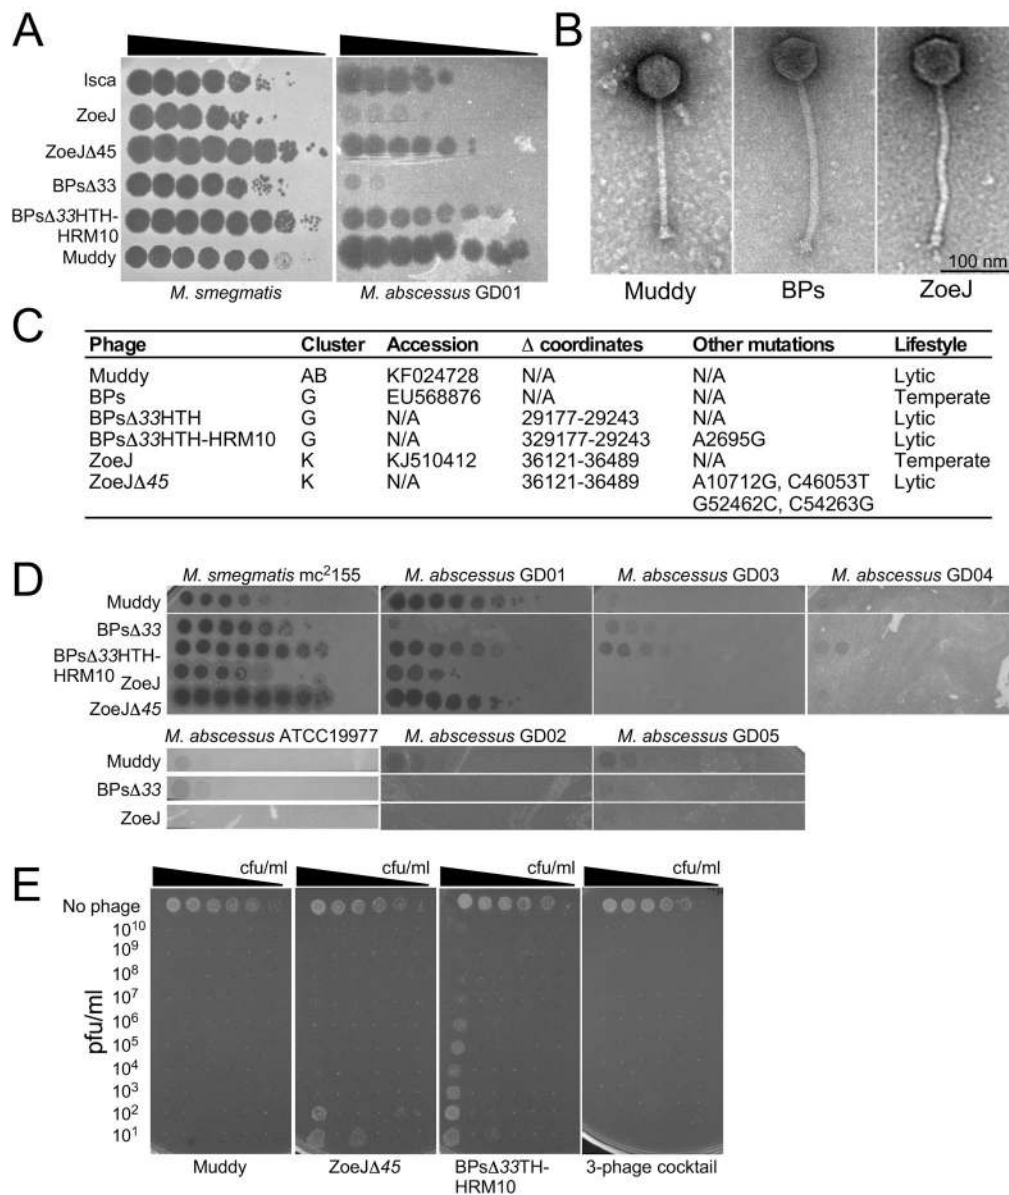 A
Isca
ZoeJ
ZoeJΔ45
BPsΔ33
BPsΔ33HTH-
HRM10
Muddy
M. smegmatis
M. abscessus GD01
B
100 nm
Muddy
BPs
ZoeJ
C
Phage Cluster Accession Δ coordinates Other mutations Lifestyle
Muddy AB KF024728 N/A N/A Lytic
BPs G EU568876 N/A N/A Temperate
BPsΔ33HTH G N/A 29177-29243 N/A Lytic
BPsΔ33HTH-HRM10 G N/A 329177-29243 A2695G Lytic
ZoeJ K KJ510412 36121-36489 N/A Temperate
ZoeJΔ45 K N/A 36121-36489 A10712G, C46053T Lytic
G52462C, C54263G
D
M. smegmatis mc²155 M. abscessus GD01 M. abscessus GD03 M. abscessus GD04
Muddy
BPsΔ33
BPsΔ33HTH-
HRM10
ZoeJ
ZoeJΔ45
M. abscessus ATCC19977 M. abscessus GD02 M. abscessus GD05
Muddy
BPsΔ33
ZoeJ
E
cfu/ml cfu/ml cfu/ml
No phage
pfu/ml
10¹⁰
10⁹
10⁸
10⁷
10⁶
10⁵
10⁴
10³
10²
10¹
Muddy
ZoeJΔ45
BPsΔ33TH-
HRM10
3-phage cocktail